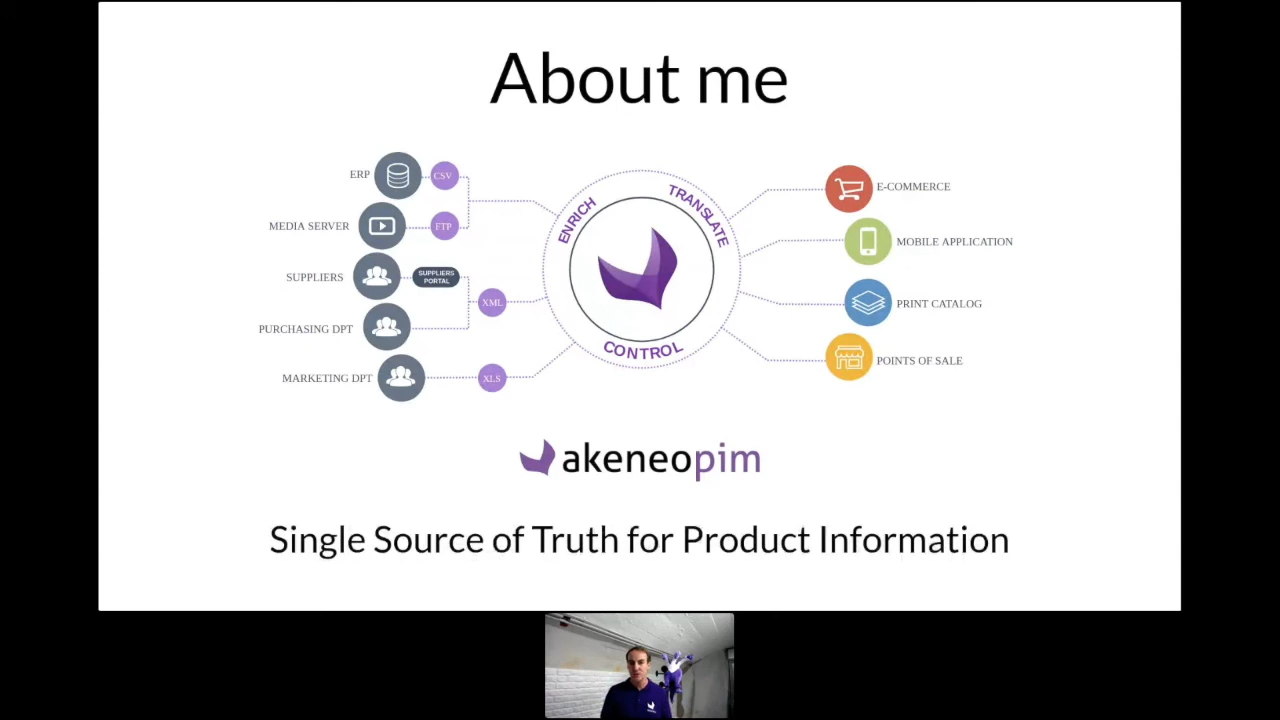 About me
ERP
CSV
MEDIA SERVER
FTP
SUPPLIERS
SUPPLIERS
PORTAL
XML
PURCHASING DPT
MARKETING DPT
XLS
ENRICH
TRANSLATE
CONTROL
E-COMMERCE
MOBILE APPLICATION
PRINT CATALOG
POINTS OF SALE
akeneopim
Single Source of Truth for Product Information